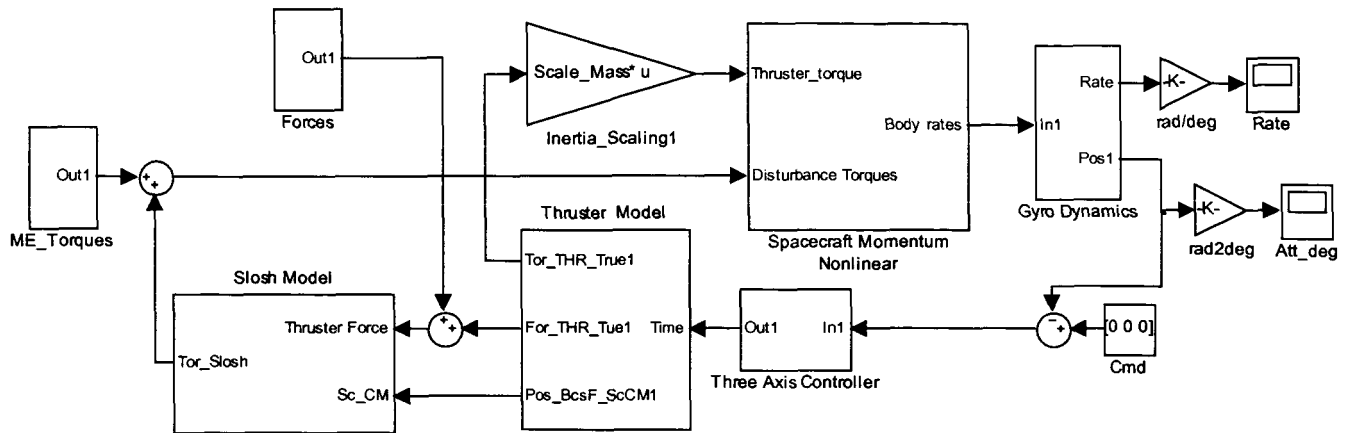 Out1
Forces
Scale_Mass* u
Inertia_Scaling1
Thruster_torque
Body rates
Disturbance Torques
Spacecraft Momentum
Nonlinear
In1
Rate
Pos1
Gyro Dynamics
-K-
rad/deg
Rate
-K-
rad2deg
Att_deg
Out1
ME_Torques
+
+
Slosh Model
Thruster Force
Tor_Slosh
Sc_CM
+
+
Thruster Model
Tor_THR_True1
For_THR_Tue1
Time
Pos_BcsF_ScCM1
Out1
In1
Three Axis Controller
−
+
[0 0 0]
Cmd